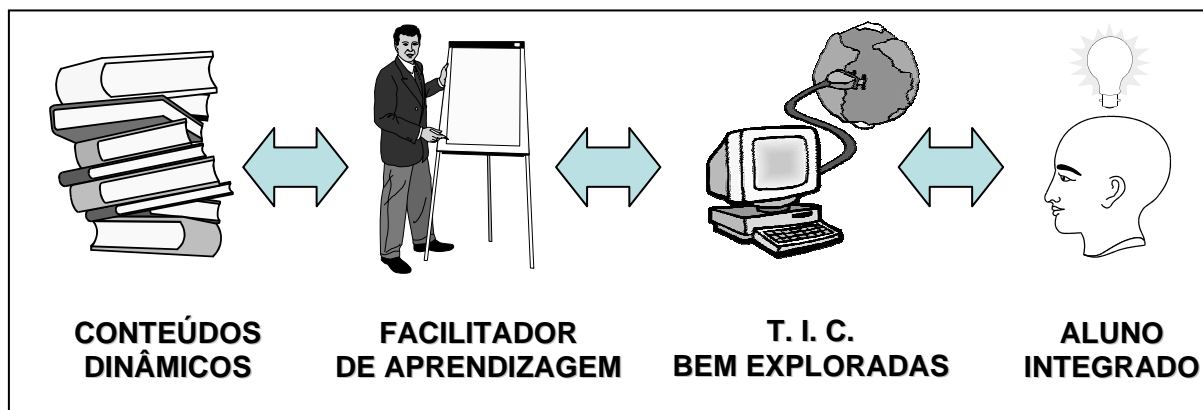 CONTEÚDOS
DINÂMICOS
FACILITADOR
DE APRENDIZAGEM
T. I. C.
BEM EXPLORADAS
ALUNO
INTEGRADO